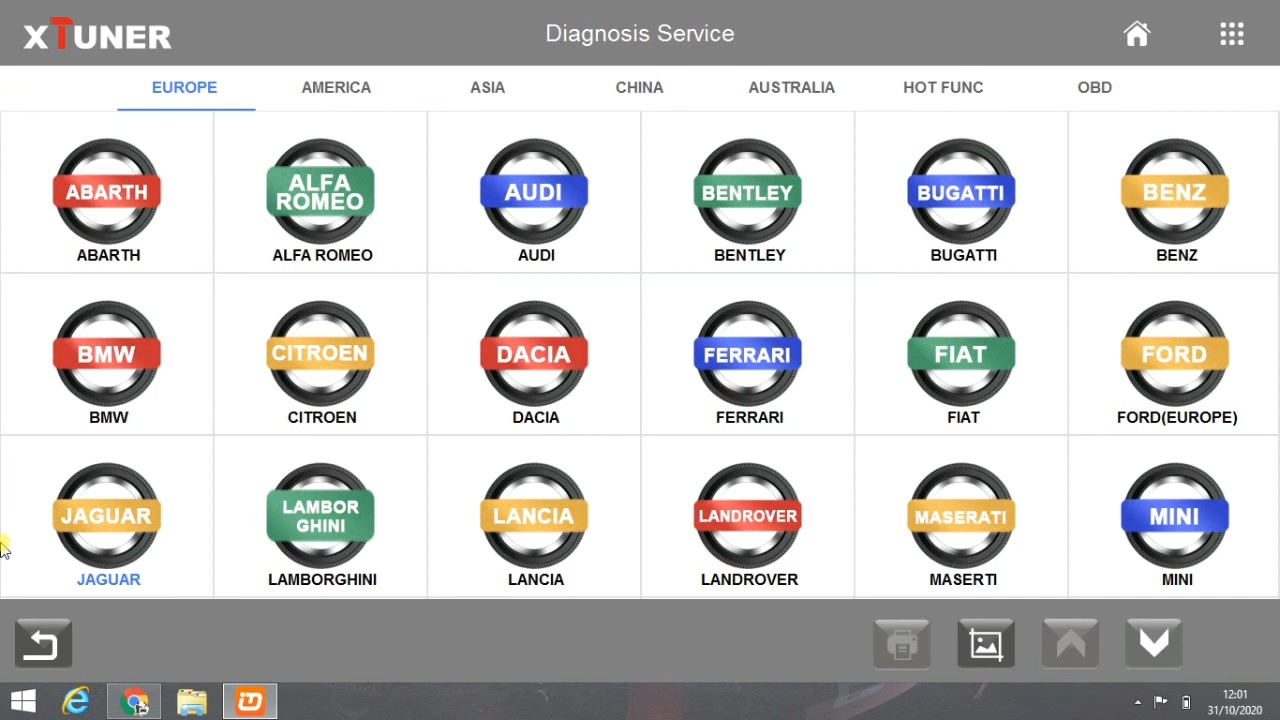 XTUNER
Diagnosis Service
EUROPE
AMERICA
ASIA
CHINA
AUSTRALIA
HOT FUNC
OBD
ABARTH
ALFA
ROMEO
AUDI
BENTLEY
BUGATTI
BENZ
ABARTH
ALFA ROMEO
AUDI
BENTLEY
BUGATTI
BENZ
BMW
CITROEN
DACIA
FERRARI
FIAT
FORD
BMW
CITROEN
DACIA
FERRARI
FIAT
FORD(EUROPE)
JAGUAR
LAMBOR
GHINI
LANCIA
LANDROVER
MASERATI
MINI
JAGUAR
LAMBORGHINI
LANCIA
LANDROVER
MASERTI
MINI
12:01
31/10/2020